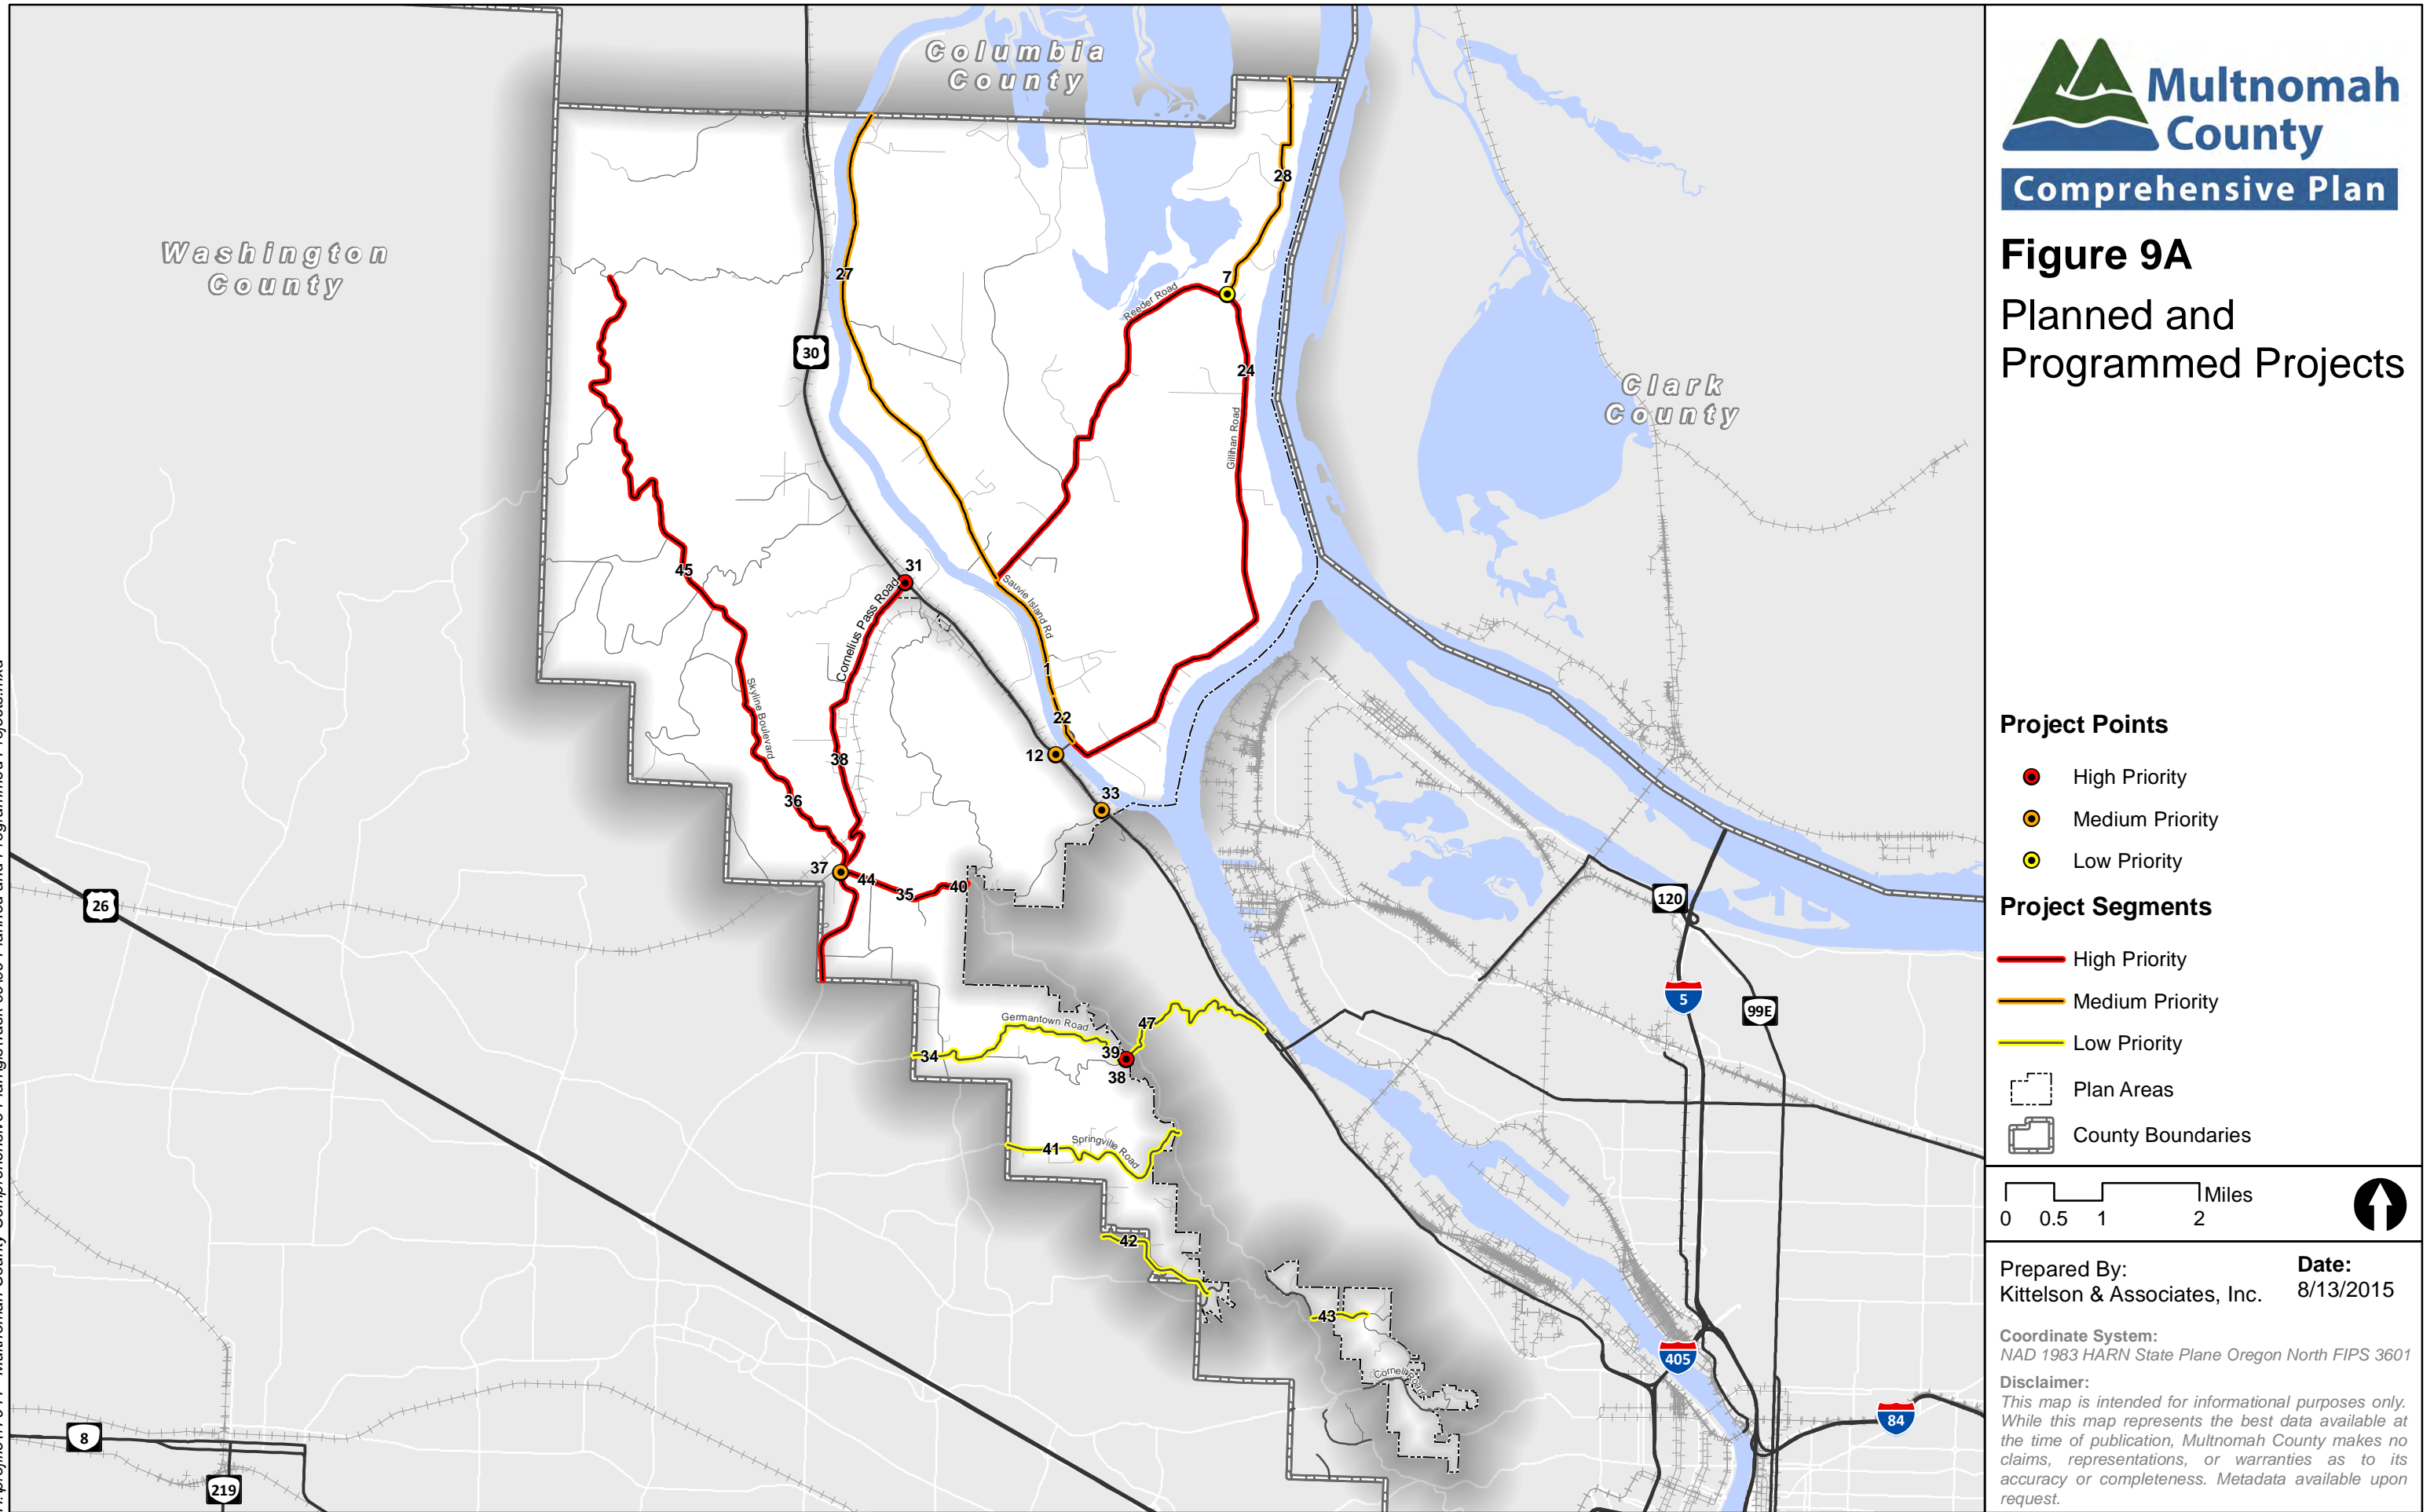 Columbia
County
Washington
County
Clark
County
27
28
7
Reeder Road
24
Gillihan Road
30
45
31
Cornelius Pass Road
Sauvie Island Rd
1
22
12
33
Skyline Boulevard
38
36
37
44
35
40
26
120
5
99E
Germantown Road
47
34
39
38
41
Springville Road
42
43
405
84
8
219
Multnomah
County
Comprehensive Plan
Figure 9A
Planned and
Programmed Projects
Project Points
High Priority
Medium Priority
Low Priority
Project Segments
High Priority
Medium Priority
Low Priority
Plan Areas
County Boundaries
Miles
0 0.5 1 2
Prepared By:
Kittelson & Associates, Inc.
Date:
8/13/2015
Coordinate System:
NAD 1983 HARN State Plane Oregon North FIPS 3601
Disclaimer:
This map is intended for informational purposes only.
While this map represents the best data available at
the time of publication, Multnomah County makes no
claims, representations, or warranties as to its
accuracy or completeness. Metadata available upon
request.